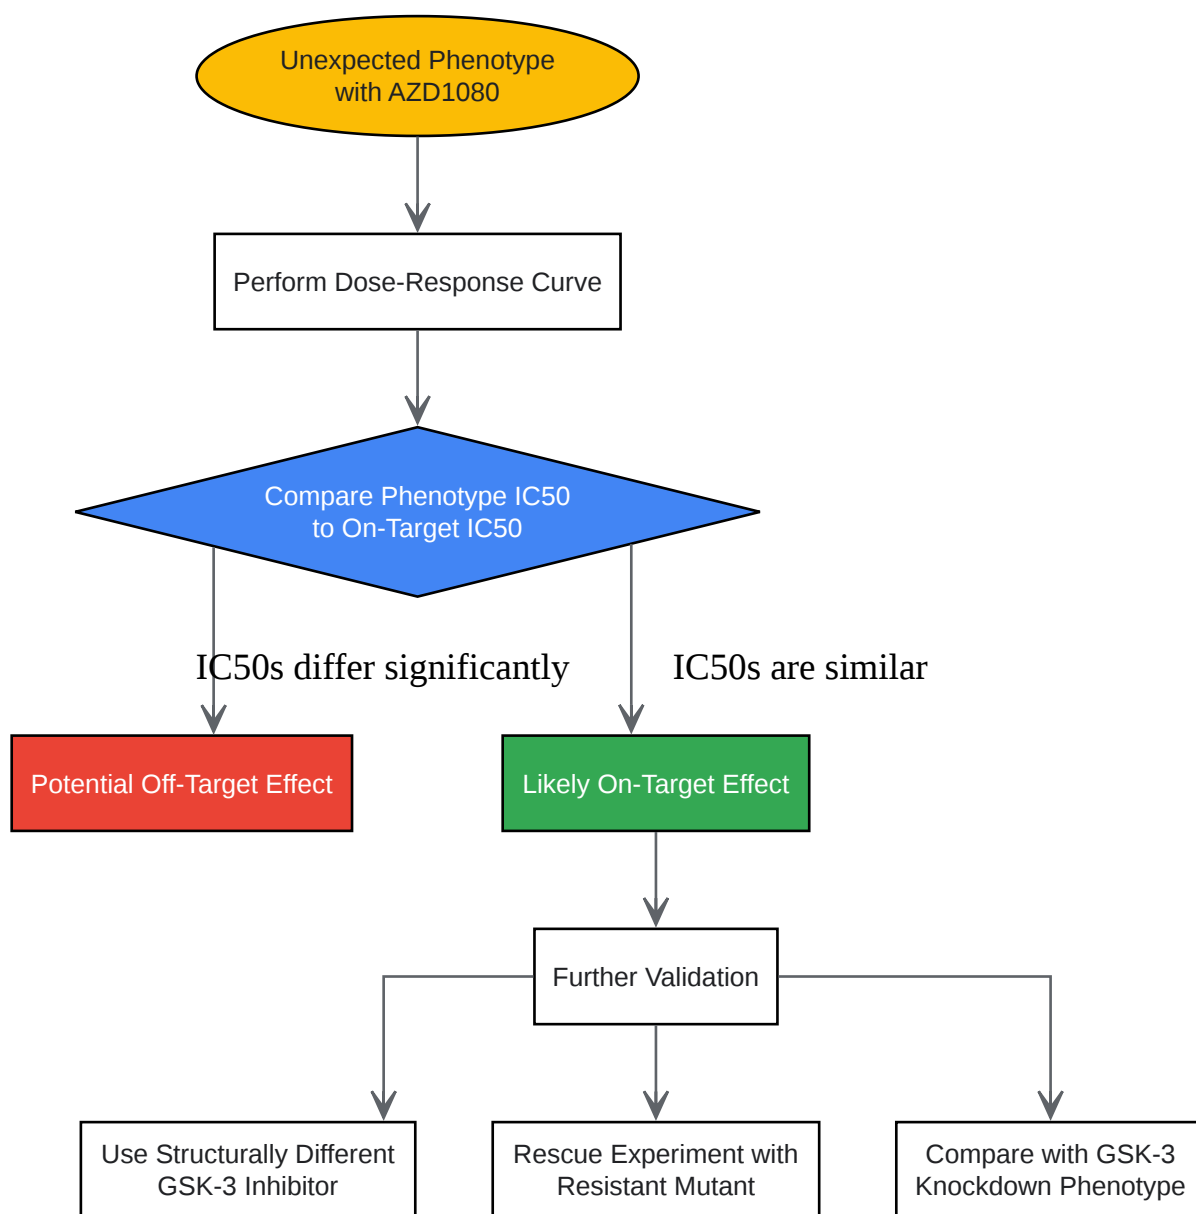 Unexpected Phenotype
with AZD1080
Perform Dose-Response Curve
Compare Phenotype IC50
to On-Target IC50
IC50s differ significantly
IC50s are similar
Potential Off-Target Effect
Likely On-Target Effect
Further Validation
Use Structurally Different
GSK-3 Inhibitor
Rescue Experiment with
Resistant Mutant
Compare with GSK-3
Knockdown Phenotype